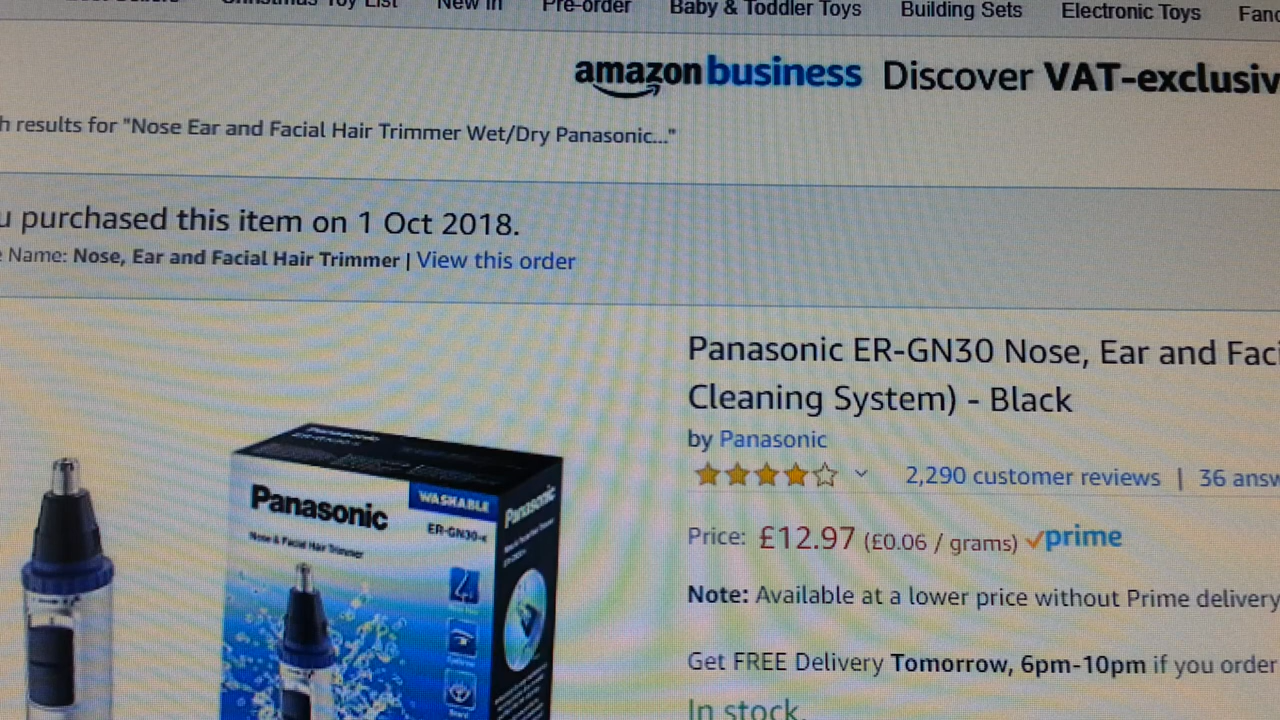 Christmas Toy List New in Pre-order Baby & Toddler Toys Building Sets Electronic Toys
amazon business Discover VAT-exclusiv
h results for "Nose Ear and Facial Hair Trimmer Wet/Dry Panasonic..."
u purchased this item on 1 Oct 2018.
e Name: Nose, Ear and Facial Hair Trimmer | View this order
Panasonic ER-GN30 Nose, Ear and Faci
Cleaning System) - Black
by Panasonic
2,290 customer reviews | 36 answ
Price: £12.97 (£0.06 / grams) prime
Note: Available at a lower price without Prime delivery
Get FREE Delivery Tomorrow, 6pm-10pm if you order
In stock.
Panasonic
WASHABLE
Panasonic
ER-GN30-K
Nose & Facial Hair Trimmer
Panasonic